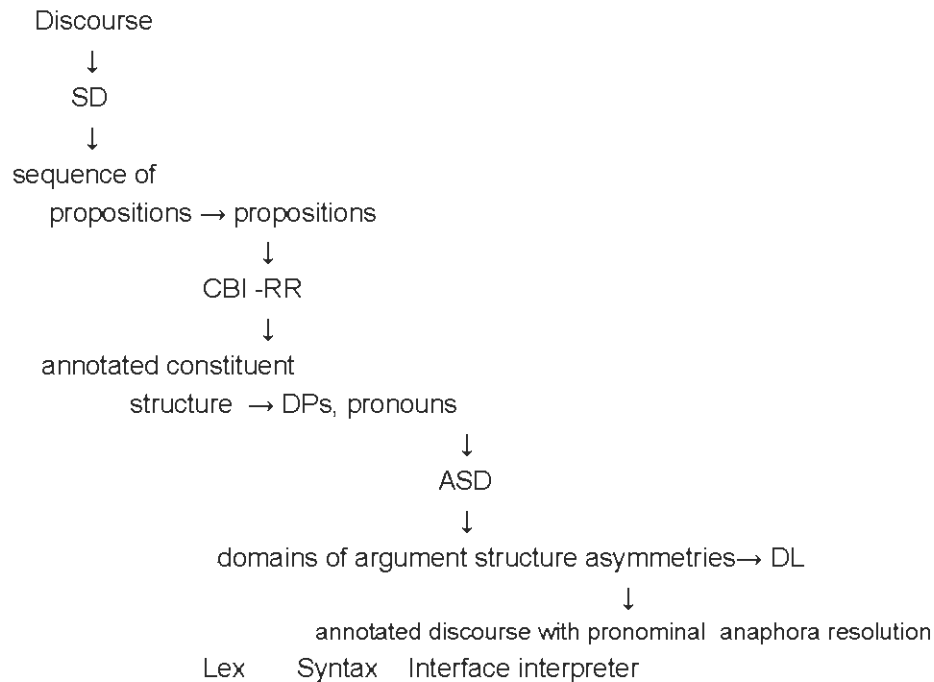 Discourse
↓
SD
↓
sequence of
propositions → propositions
↓
CBI -RR
↓
annotated constituent
structure → DPs, pronouns
↓
ASD
↓
domains of argument structure asymmetries→ DL
↓
annotated discourse with pronominal anaphora resolution
Lex Syntax Interface interpreter